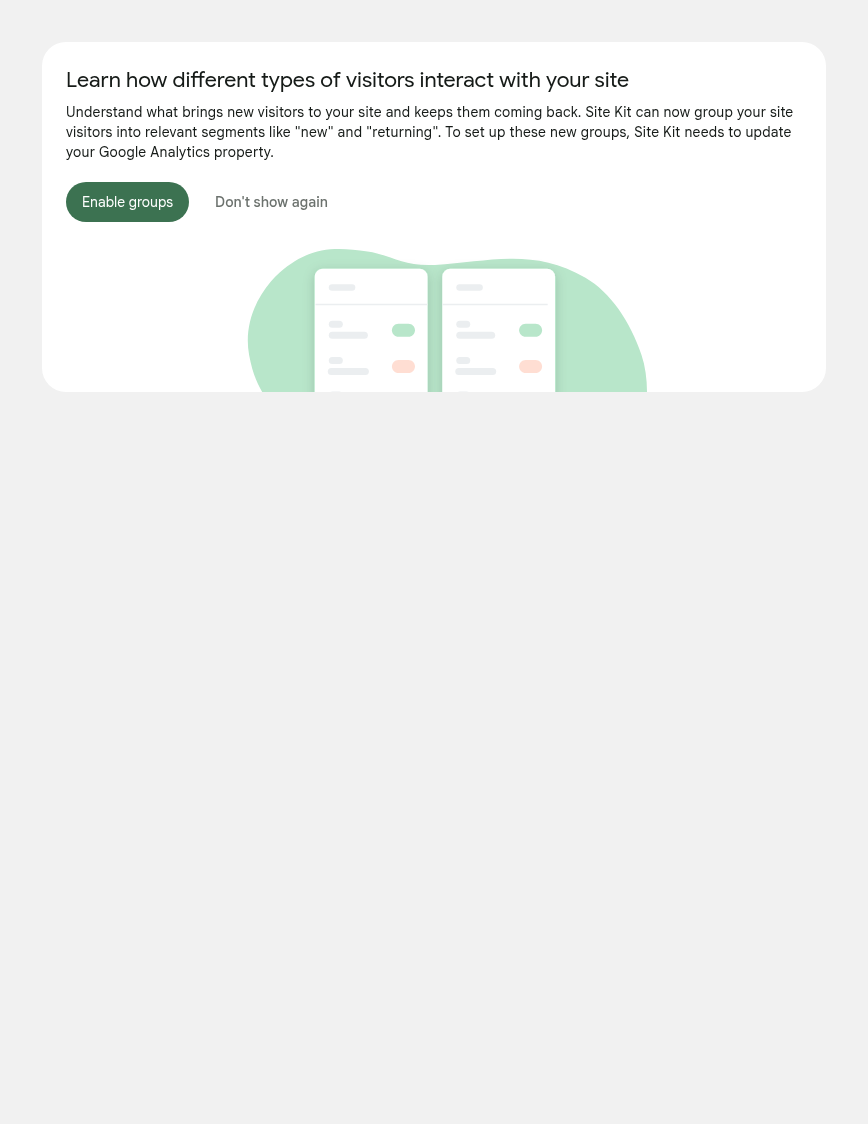 Learn how different types of visitors interact with your site
Understand what brings new visitors to your site and keeps them coming back. Site Kit can now group your site
visitors into relevant segments like "new" and "returning". To set up these new groups, Site Kit needs to update
your Google Analytics property.
Enable groups
Don't show again